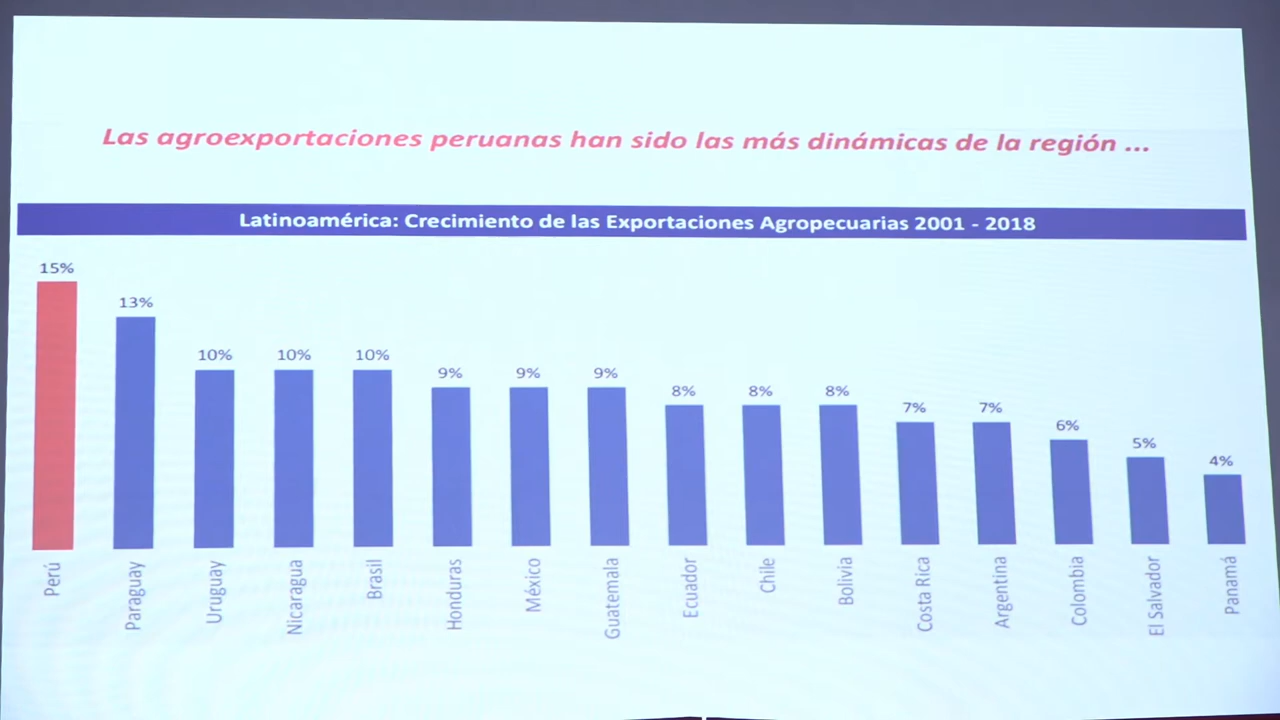 Las agroexportaciones peruanas han sido las más dinámicas de la región ...
Latinoamérica: Crecimiento de las Exportaciones Agropecuarias 2001 - 2018
15%
13%
10%
10%
10%
9%
9%
9%
8%
8%
8%
7%
7%
6%
5%
4%
Perú
Paraguay
Uruguay
Nicaragua
Brasil
Honduras
México
Guatemala
Ecuador
Chile
Bolivia
Costa Rica
Argentina
Colombia
El Salvador
Panamá